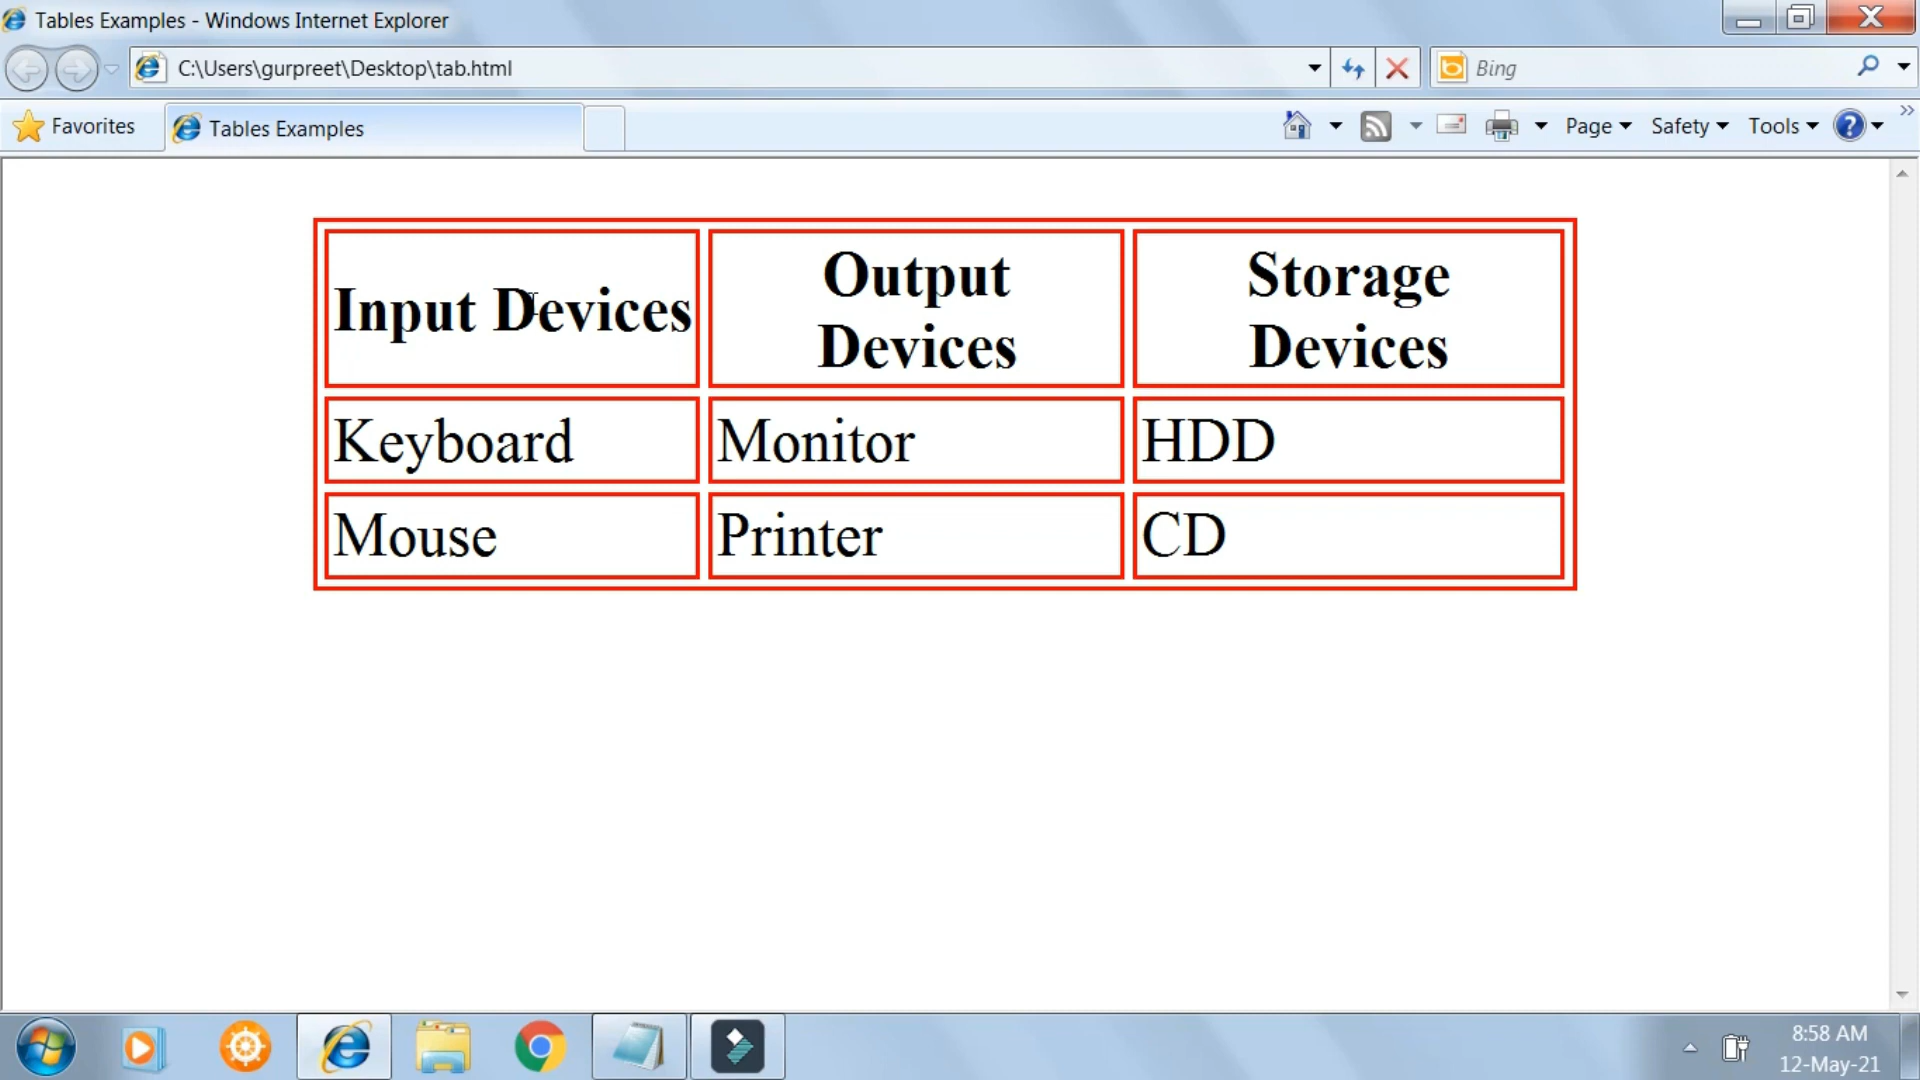 Tables Examples - Windows Internet Explorer
C:\Users\gurpreet\Desktop\tab.html
Bing
Favorites
Tables Examples
Page
Safety
Tools
Input Devices
Output
Devices
Storage
Devices
Keyboard
Monitor
HDD
Mouse
Printer
CD
8:58 AM
12-May-21